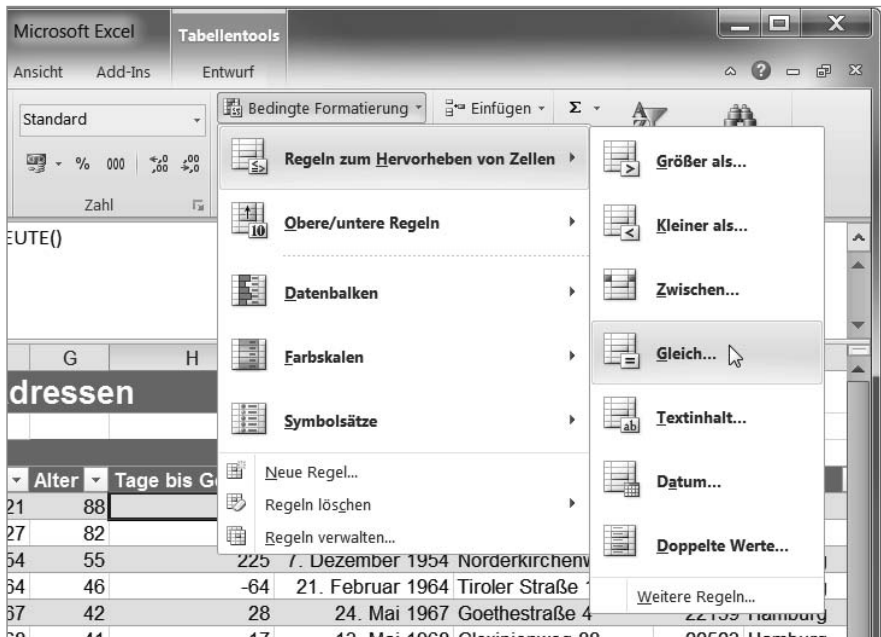 Microsoft Excel
Tabellentools
Ansicht Add-Ins Entwurf
Standard
Bedingte Formatierung
Einfügen
Σ
% 000
Zahl
Regeln zum Hervorheben von Zellen
Obere/untere Regeln
Datenbalken
Farbskalen
Symbolsätze
Neue Regel...
Regeln löschen
Regeln verwalten...
Größer als...
Kleiner als...
Zwischen...
Gleich...
Textinhalt...
Datum...
Doppelte Werte...
Weitere Regeln...
EUTE()
G H
dressen
Alter Tage bis G
21 88
27 82
54 55 225 7. Dezember 1954 Norderkirchenw
64 46 -64 21. Februar 1964 Tiroler Straße
67 42 28 24. Mai 1967 Goethestraße 4 22159 Hamburg